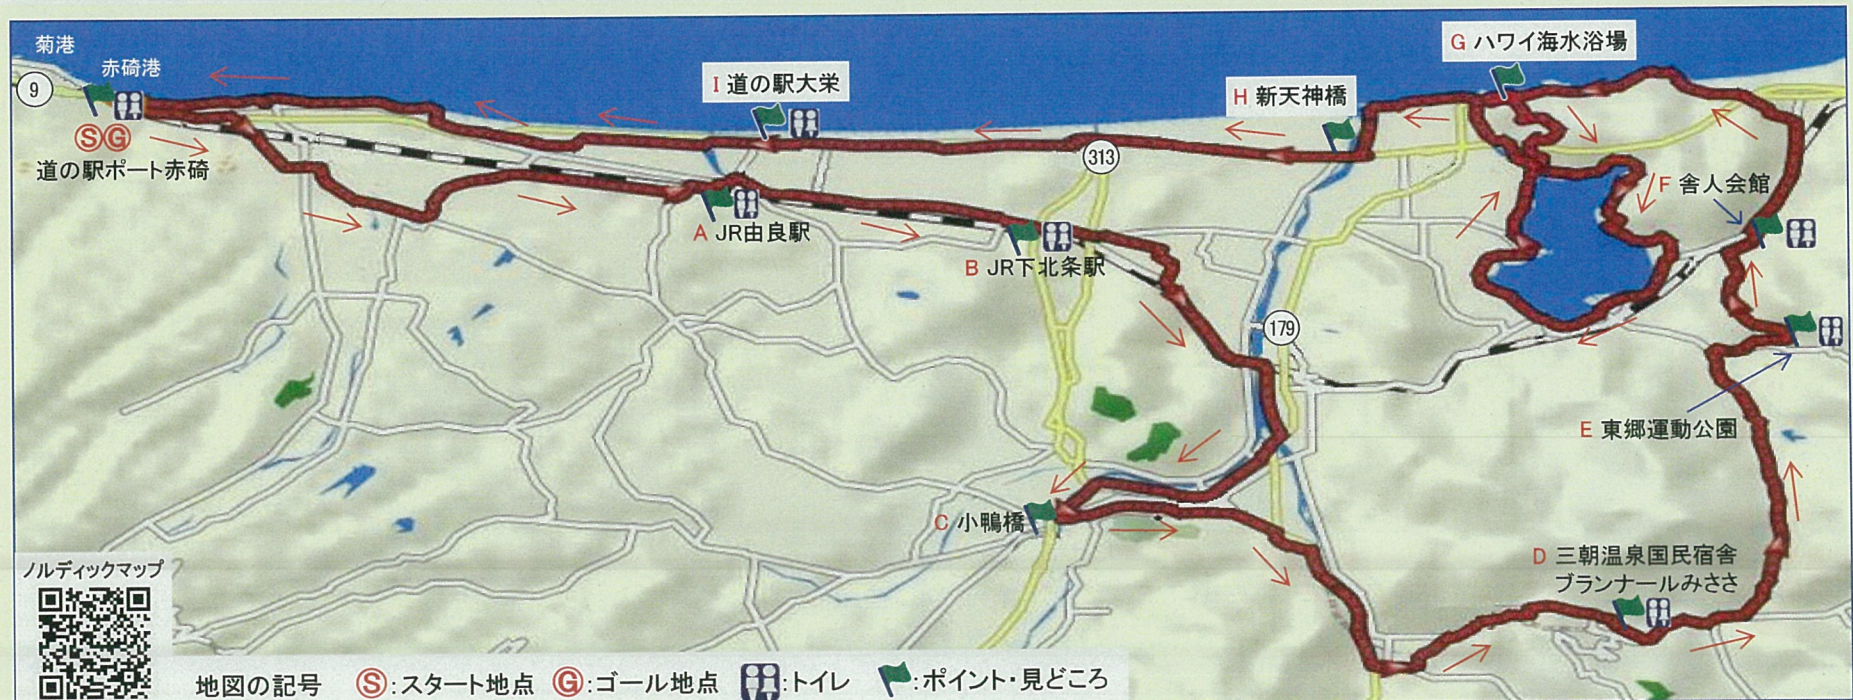 菊港
赤碕港
9
SG
道の駅ポート赤碕
I 道の駅大栄
G ハワイ海水浴場
H 新天神橋
313
F 舎人会館
A JR由良駅
B JR下北条駅
179
E 東郷運動公園
C 小鴨橋
D 三朝温泉国民宿舎
ブランナールみささ
ノルディックマップ
地図の記号 S:スタート地点 G:ゴール地点 :トイレ :ポイント・見どころ